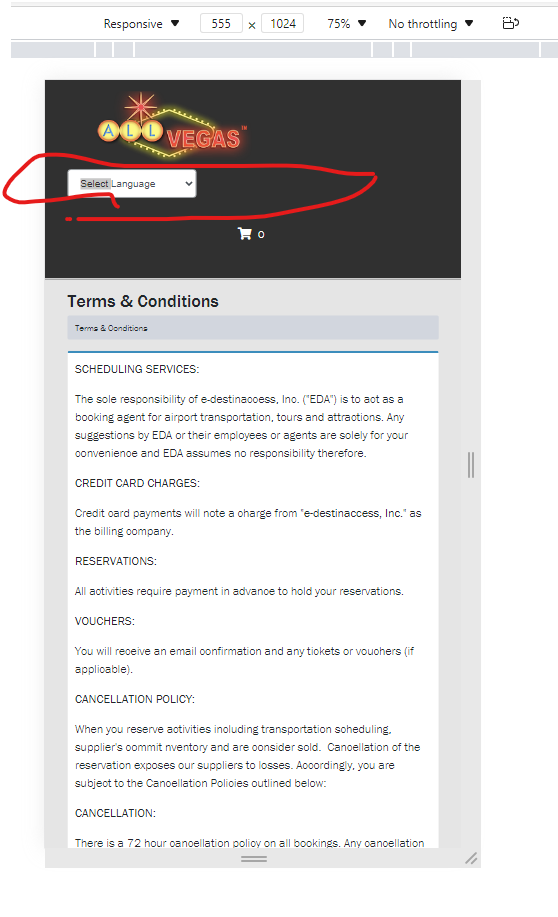 Responsive ▼ 555 × 1024 75% ▼ No throttling ▼
ALL VEGAS™
Select Language
0
Terms & Conditions
Terms & Conditions
SCHEDULING SERVICES:
The sole responsibility of e-destinaccess, Inc. ("EDA") is to act as a
booking agent for airport transportation, tours and attractions. Any
suggestions by EDA or their employees or agents are solely for your
convenience and EDA assumes no responsibility therefore.
CREDIT CARD CHARGES:
Credit card payments will note a charge from "e-destinaccess, Inc." as
the billing company.
RESERVATIONS:
All activities require payment in advance to hold your reservations.
VOUCHERS:
You will receive an email confirmation and any tickets or vouchers (if
applicable).
CANCELLATION POLICY:
When you reserve activities including transportation scheduling,
supplier's commit nventory and are consider sold.  Cancellation of the
reservation exposes our suppliers to losses. Accordingly, you are
subject to the Cancellation Policies outlined below:
CANCELLATION:
There is a 72 hour cancellation policy on all bookings. Any cancellation